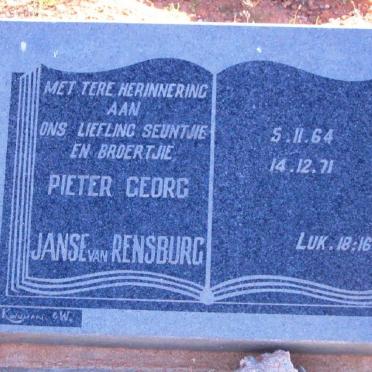 MET TERE HERINNERING
AAN
ONS LIEFLING SEUNTJIE
EN BROERTJIE
PIETER GEORG
JANSE VAN RENSBURG
5.11.64
14.12.71
LUK. 18:16